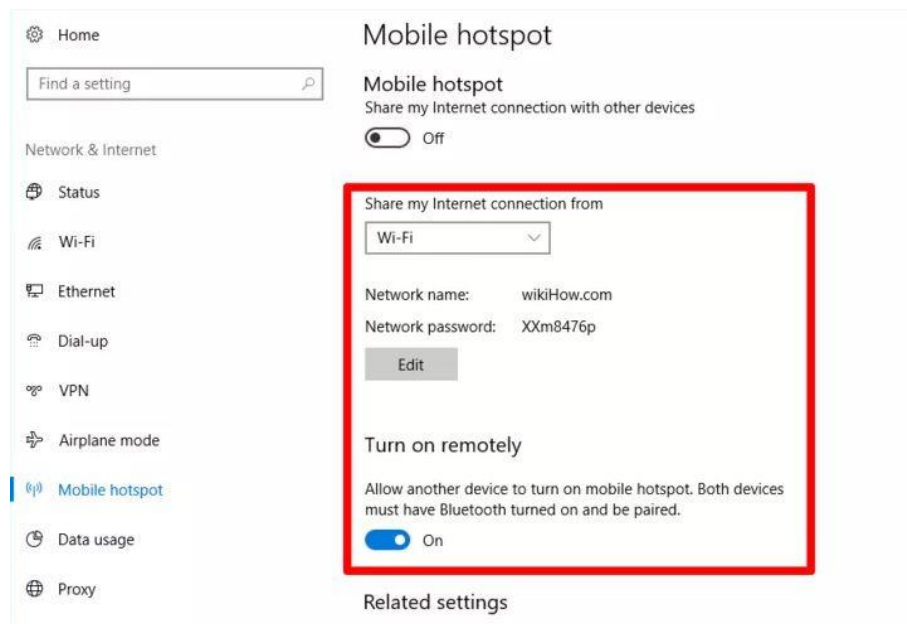 Home
Find a setting
Network & Internet
Status
Wi-Fi
Ethernet
Dial-up
VPN
Airplane mode
Mobile hotspot
Data usage
Proxy
Mobile hotspot
Mobile hotspot
Share my Internet connection with other devices
Off
Share my Internet connection from
Wi-Fi
Network name: wikiHow.com
Network password: XXm8476p
Edit
Turn on remotely
Allow another device to turn on mobile hotspot. Both devices
must have Bluetooth turned on and be paired.
On
Related settings